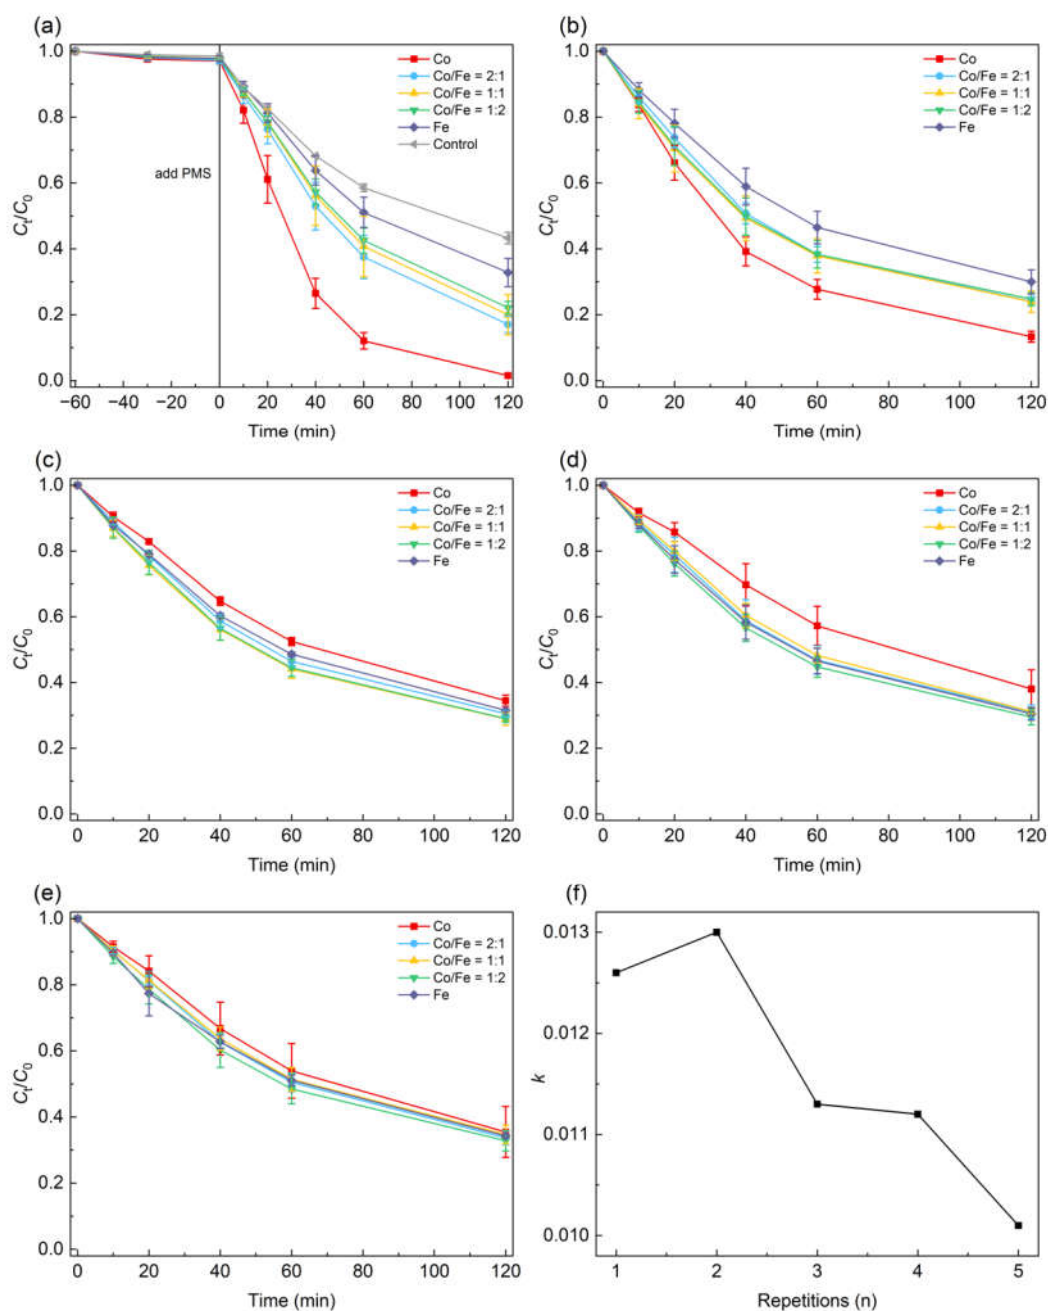 (a)
1.0
0.8
0.6
0.4
0.2
0.0
Ct/C0
add PMS
Co
Co/Fe = 2:1
Co/Fe = 1:1
Co/Fe = 1:2
Fe
Control
−60 −40 −20 0 20 40 60 80 100 120
Time (min)
(b)
1.0
0.8
0.6
0.4
0.2
0.0
Ct/C0
Co
Co/Fe = 2:1
Co/Fe = 1:1
Co/Fe = 1:2
Fe
0 20 40 60 80 100 120
Time (min)
(c)
1.0
0.8
0.6
0.4
0.2
0.0
Ct/C0
Co
Co/Fe = 2:1
Co/Fe = 1:1
Co/Fe = 1:2
Fe
0 20 40 60 80 100 120
Time (min)
(d)
1.0
0.8
0.6
0.4
0.2
0.0
Ct/C0
Co
Co/Fe = 2:1
Co/Fe = 1:1
Co/Fe = 1:2
Fe
0 20 40 60 80 100 120
Time (min)
(e)
1.0
0.8
0.6
0.4
0.2
0.0
Ct/C0
Co
Co/Fe = 2:1
Co/Fe = 1:1
Co/Fe = 1:2
Fe
0 20 40 60 80 100 120
Time (min)
(f)
0.013
0.012
0.011
0.010
k
1 2 3 4 5
Repetitions (n)